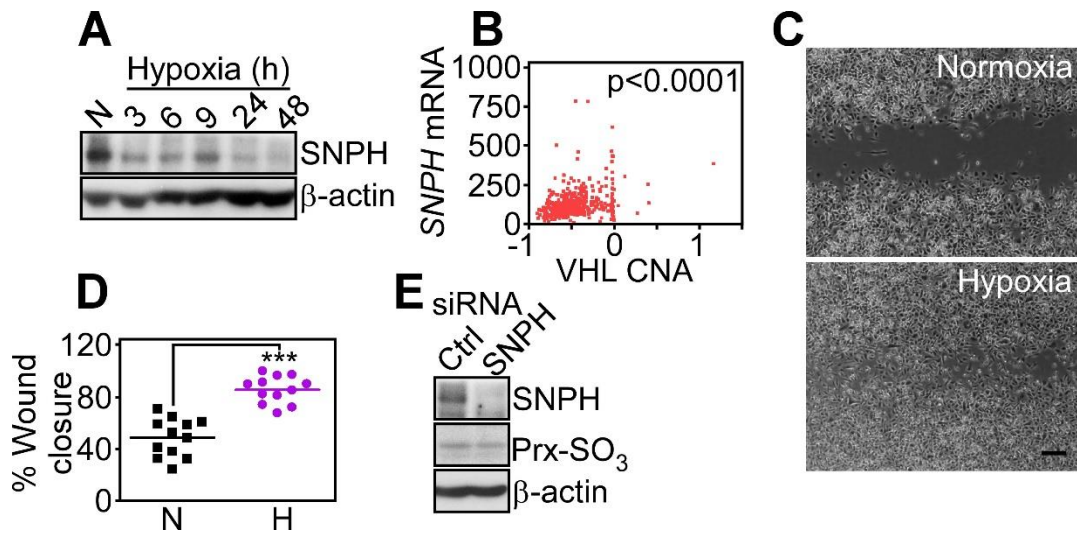 A
Hypoxia (h)
N 3 6 9 24 48
SNPH
β-actin
B
1000
750
500
250
0
-1 0 1
SNPH mRNA
VHL CNA
p<0.0001
C
Normoxia
Hypoxia
D
120
80
40
0
% Wound
closure
***
N H
E
siRNA
Ctrl SNPH
SNPH
Prx-SO₃
β-actin